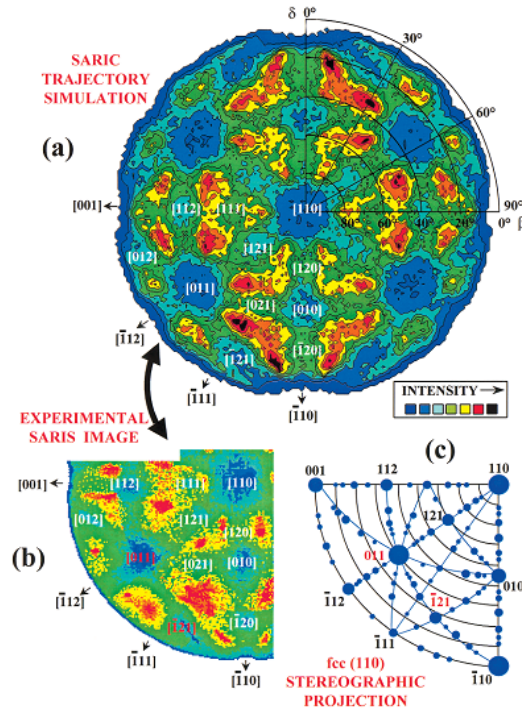 SARIC
TRAJECTORY
SIMULATION
(a)
δ 0°
30°
60°
90°
0° β
80° 60° 40° 20°
[001]
[112] [111] [110]
[012] [121] [120]
[011] [021] [010]
[1̄12] [1̄21] [1̄20]
[1̄11]
[1̄10]
INTENSITY
EXPERIMENTAL
SARIS IMAGE
(b)
[001] [112] [111] [110]
[012] [121] [120]
[011] [021] [010]
[1̄12] [1̄21] [1̄20]
[1̄11]
[1̄10]
(c)
001 112 110
121
011
010
1̄12 1̄21
1̄11
1̄10
fcc (110)
STEREOGRAPHIC
PROJECTION